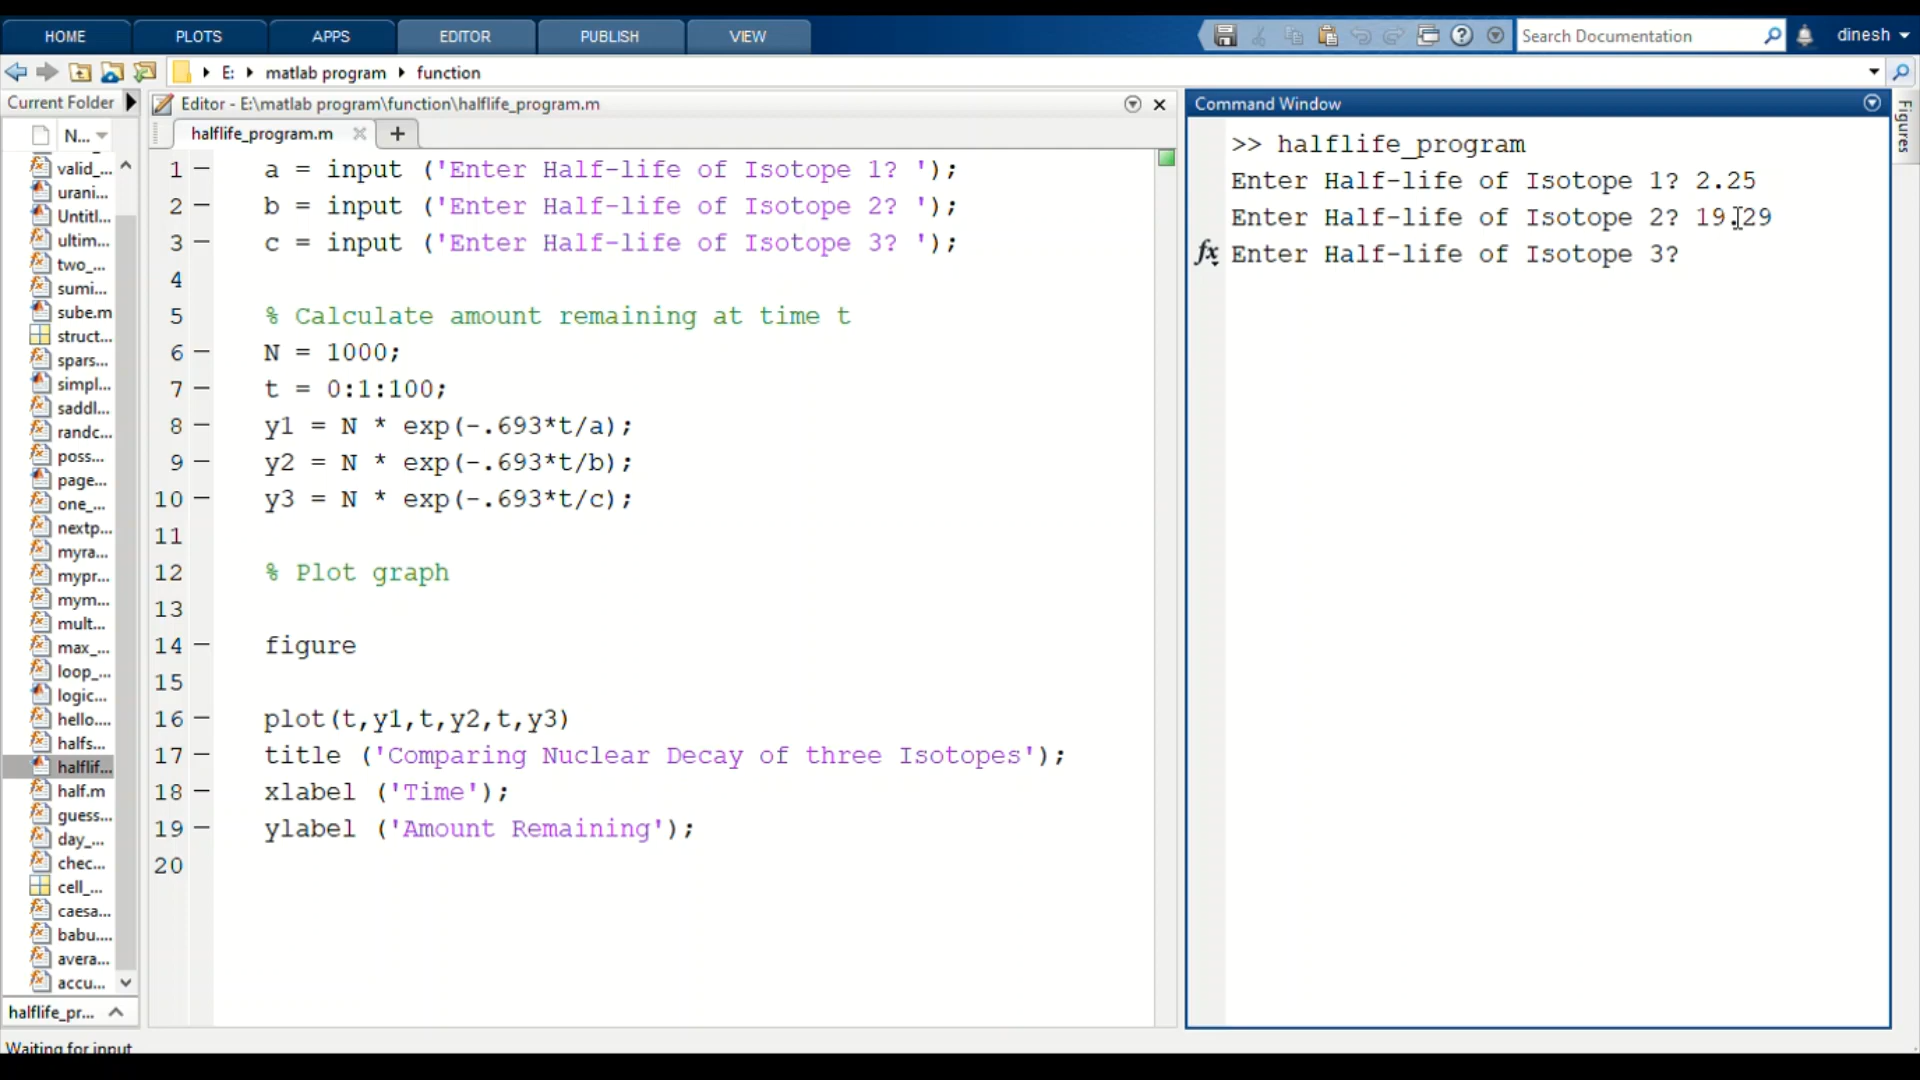 HOME PLOTS APPS EDITOR PUBLISH VIEW Search Documentation dinesh
E: matlab program function
Current Folder
N...
valid_...
urani...
Untitl...
ultim...
two_...
sumi...
sube.m
struct...
spars...
simpl...
saddl...
randc...
poss...
page...
one_...
nextp...
myra...
mypr...
mym...
mult...
max_...
loop_...
logic...
hello....
halfs...
halflif...
half.m
guess...
day_...
chec...
cell_...
caesa...
babu....
avera...
accu...
halflife_pr...
Waiting for input
Editor - E:\matlab program\function\halflife_program.m
halflife_program.m
1 a = input ('Enter Half-life of Isotope 1? ');
2 b = input ('Enter Half-life of Isotope 2? ');
3 c = input ('Enter Half-life of Isotope 3? ');
4
5 % Calculate amount remaining at time t
6 N = 1000;
7 t = 0:1:100;
8 y1 = N * exp(-.693*t/a);
9 y2 = N * exp(-.693*t/b);
10 y3 = N * exp(-.693*t/c);
11
12 % Plot graph
13
14 figure
15
16 plot(t,y1,t,y2,t,y3)
17 title ('Comparing Nuclear Decay of three Isotopes');
18 xlabel ('Time');
19 ylabel ('Amount Remaining');
20
Command Window
>> halflife_program
Enter Half-life of Isotope 1? 2.25
Enter Half-life of Isotope 2? 19.29
fx Enter Half-life of Isotope 3?
Figures